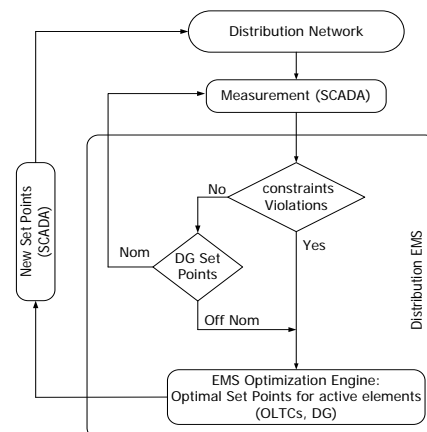 Distribution Network
Measurement (SCADA)
constraints
Violations
No
Yes
DG Set
Points
Nom
Off Nom
New Set Points
(SCADA)
Distribution EMS
EMS Optimization Engine:
Optimal Set Points for active elements
(OLTCs, DG)